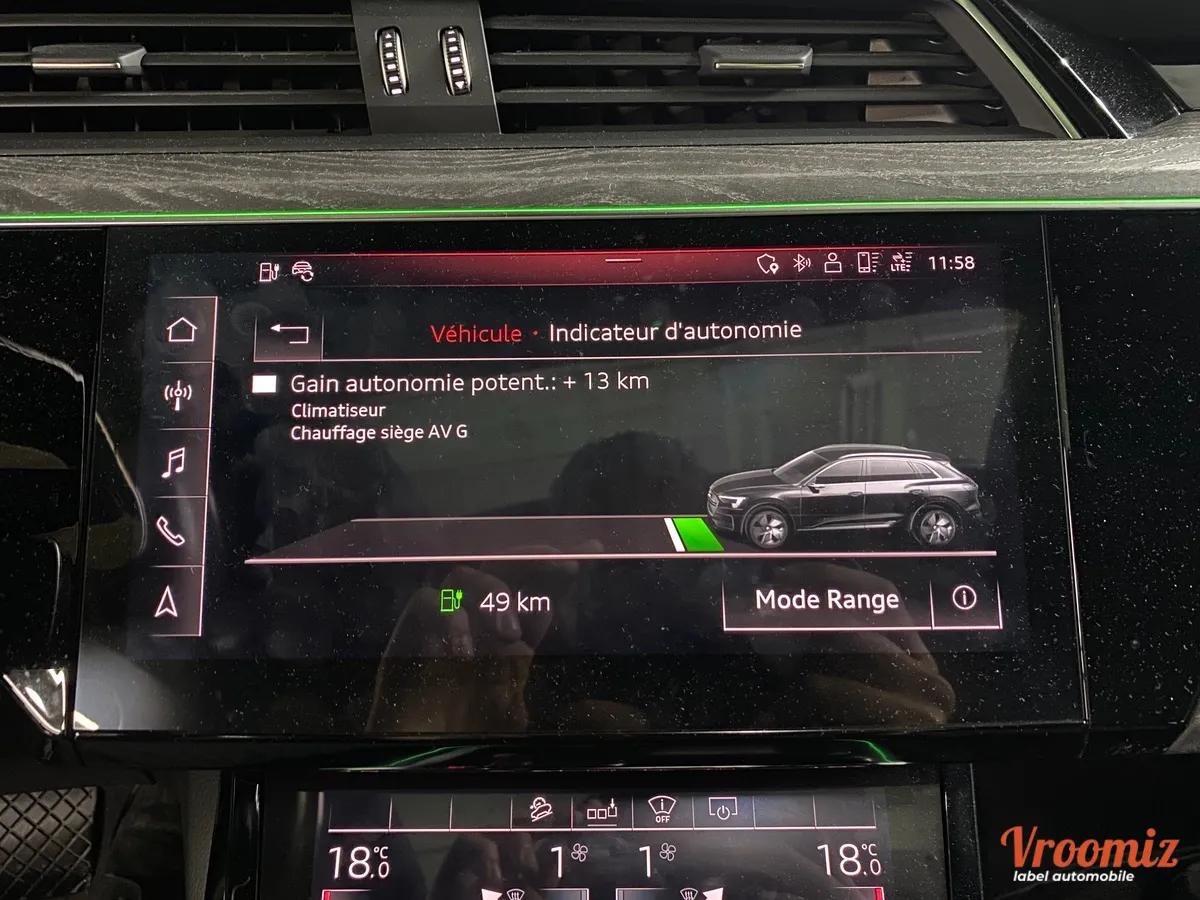 LTE
11:58
Véhicule · Indicateur d'autonomie
Gain autonomie potent.: + 13 km
Climatiseur
Chauffage siège AV G
49 km
Mode Range
OFF
18.0°C 1 1 18.0°C
Vroomiz
label automobile